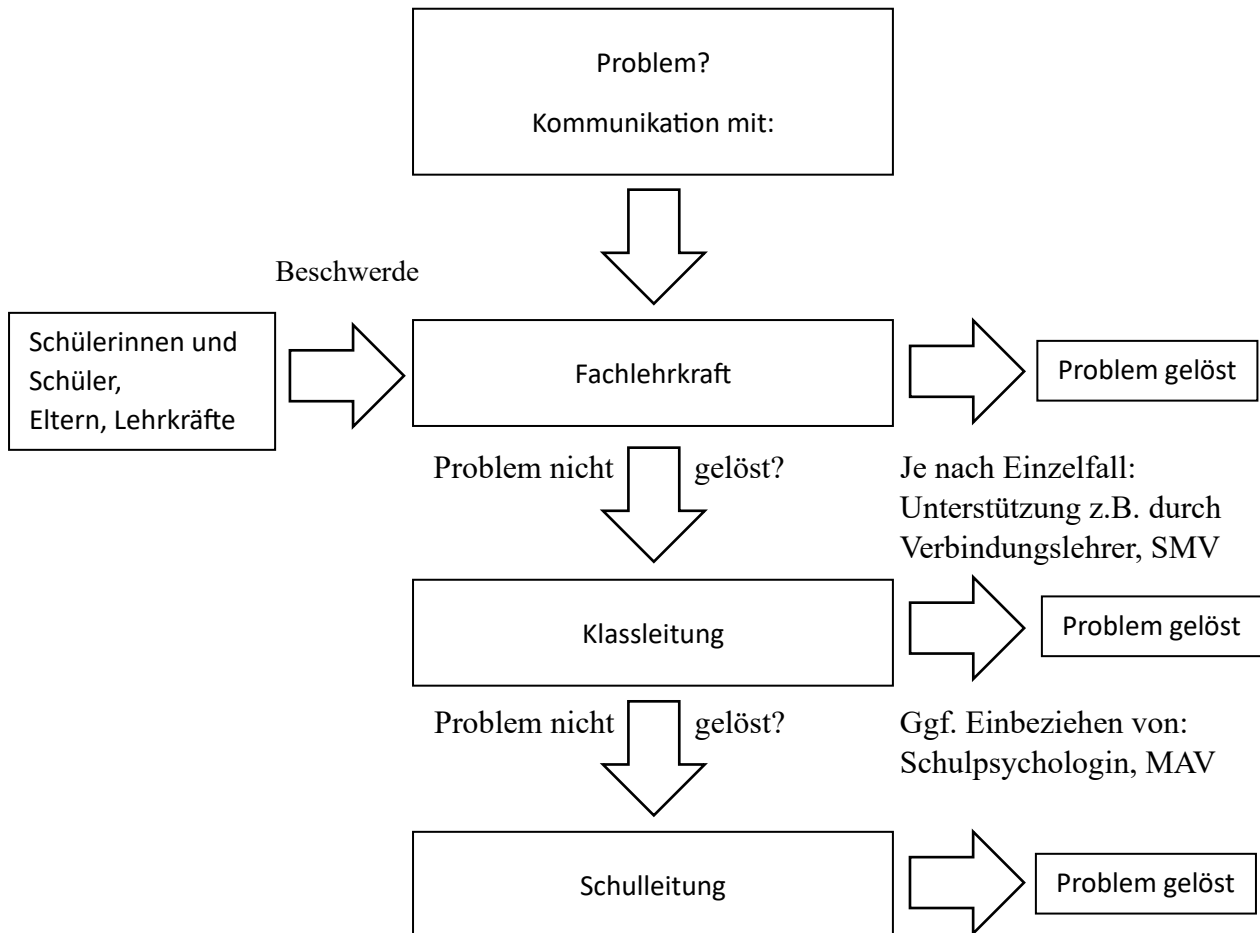 Problem?
Kommunikation mit:
Beschwerde
Schülerinnen und
Schüler,
Eltern, Lehrkräfte
Fachlehrkraft
Problem gelöst
Problem nicht gelöst?
Je nach Einzelfall:
Unterstützung z.B. durch
Verbindungslehrer, SMV
Klassleitung
Problem gelöst
Problem nicht gelöst?
Ggf. Einbeziehen von:
Schulpsychologin, MAV
Schulleitung
Problem gelöst